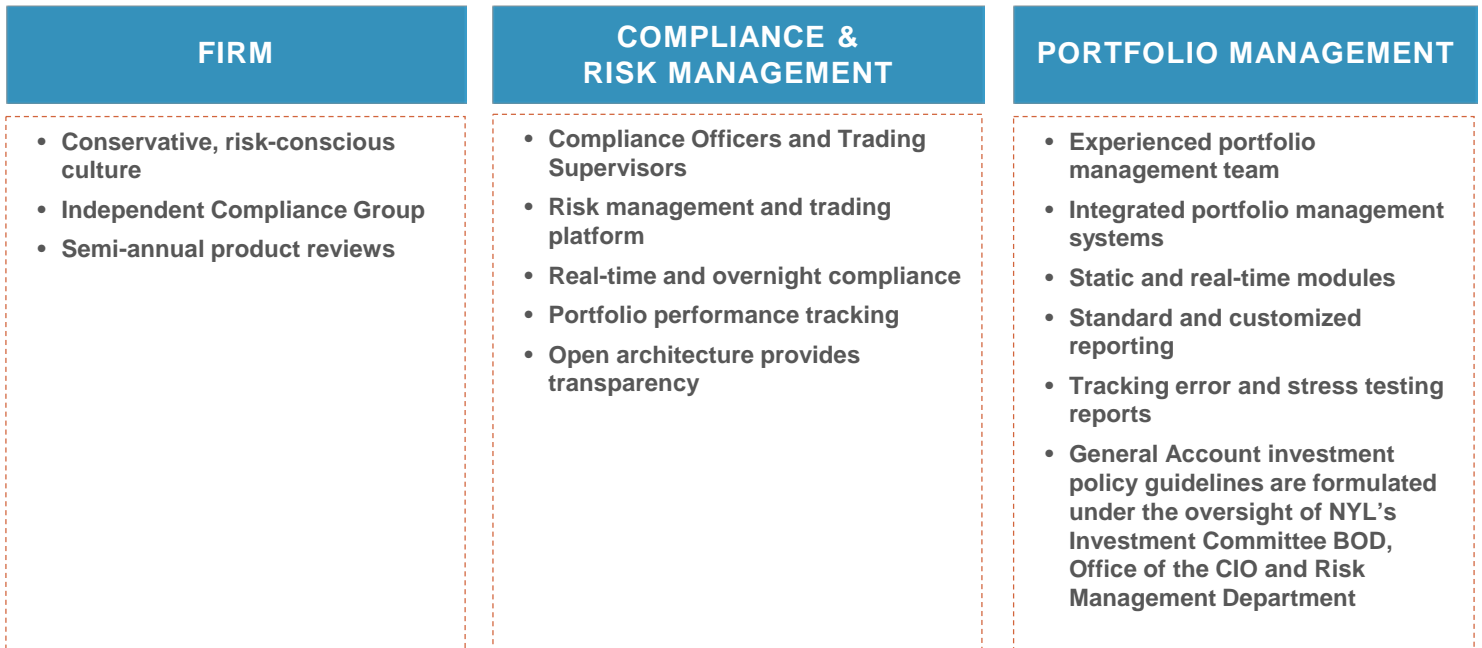 FIRM
• Conservative, risk-conscious
culture
• Independent Compliance Group
• Semi-annual product reviews
COMPLIANCE &
RISK MANAGEMENT
• Compliance Officers and Trading
Supervisors
• Risk management and trading
platform
• Real-time and overnight compliance
• Portfolio performance tracking
• Open architecture provides
transparency
PORTFOLIO MANAGEMENT
• Experienced portfolio
management team
• Integrated portfolio management
systems
• Static and real-time modules
• Standard and customized
reporting
• Tracking error and stress testing
reports
• General Account investment
policy guidelines are formulated
under the oversight of NYL’s
Investment Committee BOD,
Office of the CIO and Risk
Management Department